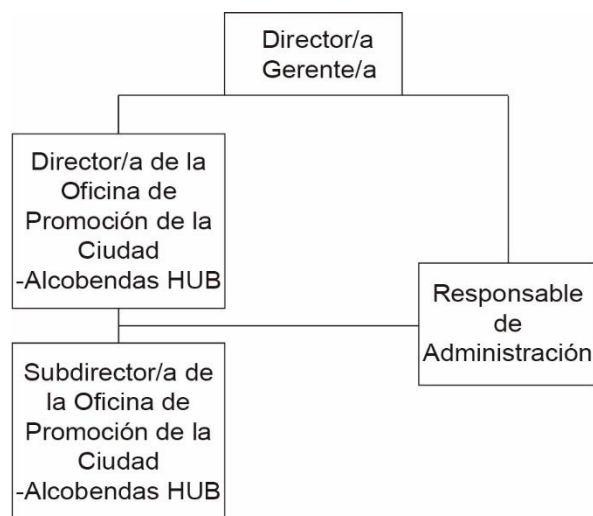 Director/a
Gerente/a
Director/a de la
Oficina de
Promoción de la
Ciudad
-Alcobendas HUB
Responsable
de
Administración
Subdirector/a de
la Oficina de
Promoción de la
Ciudad
-Alcobendas HUB